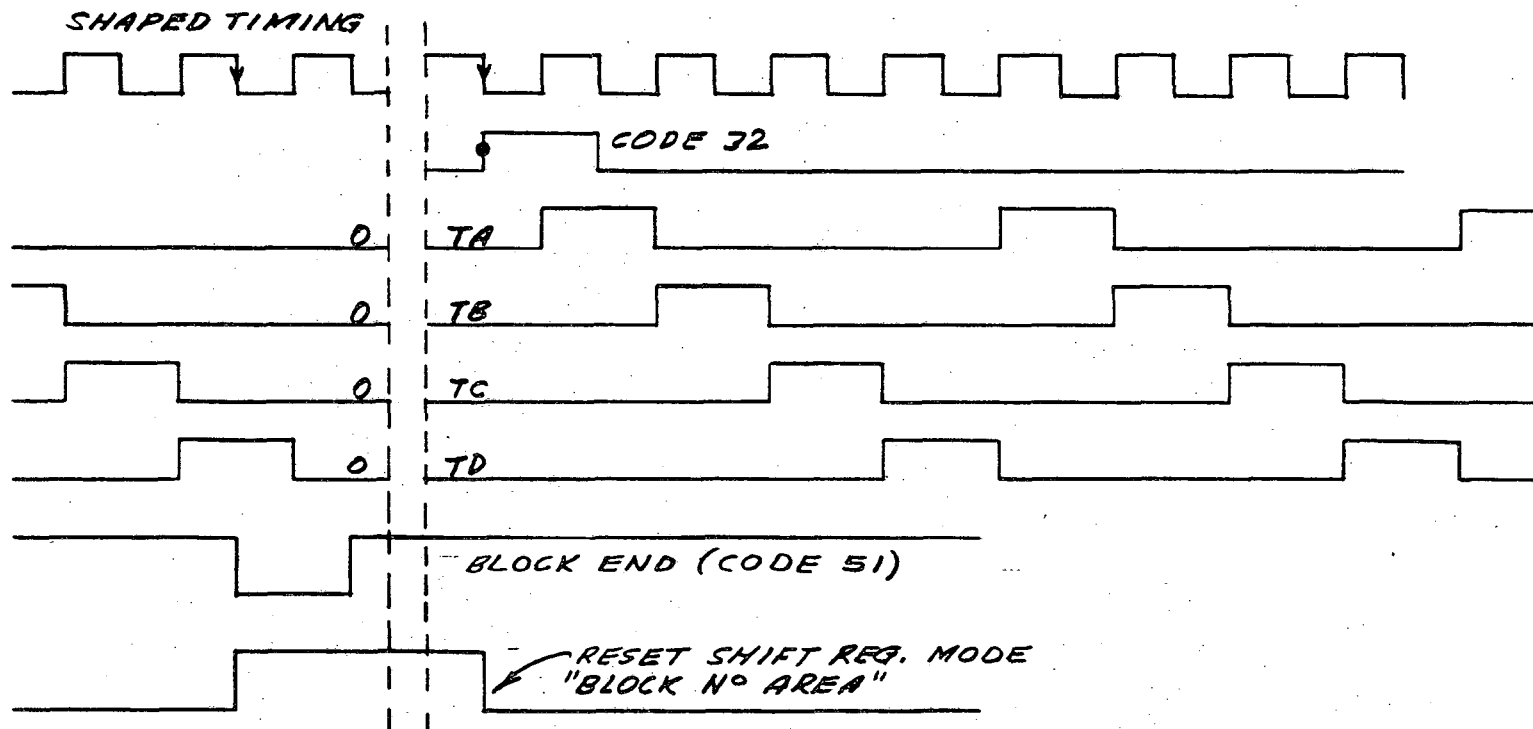 SHAPED TIMING
CODE 32
0 TA
0 TB
0 TC
0 TD
BLOCK END (CODE 51)
RESET SHIFT REG. MODE
"BLOCK Nº AREA"